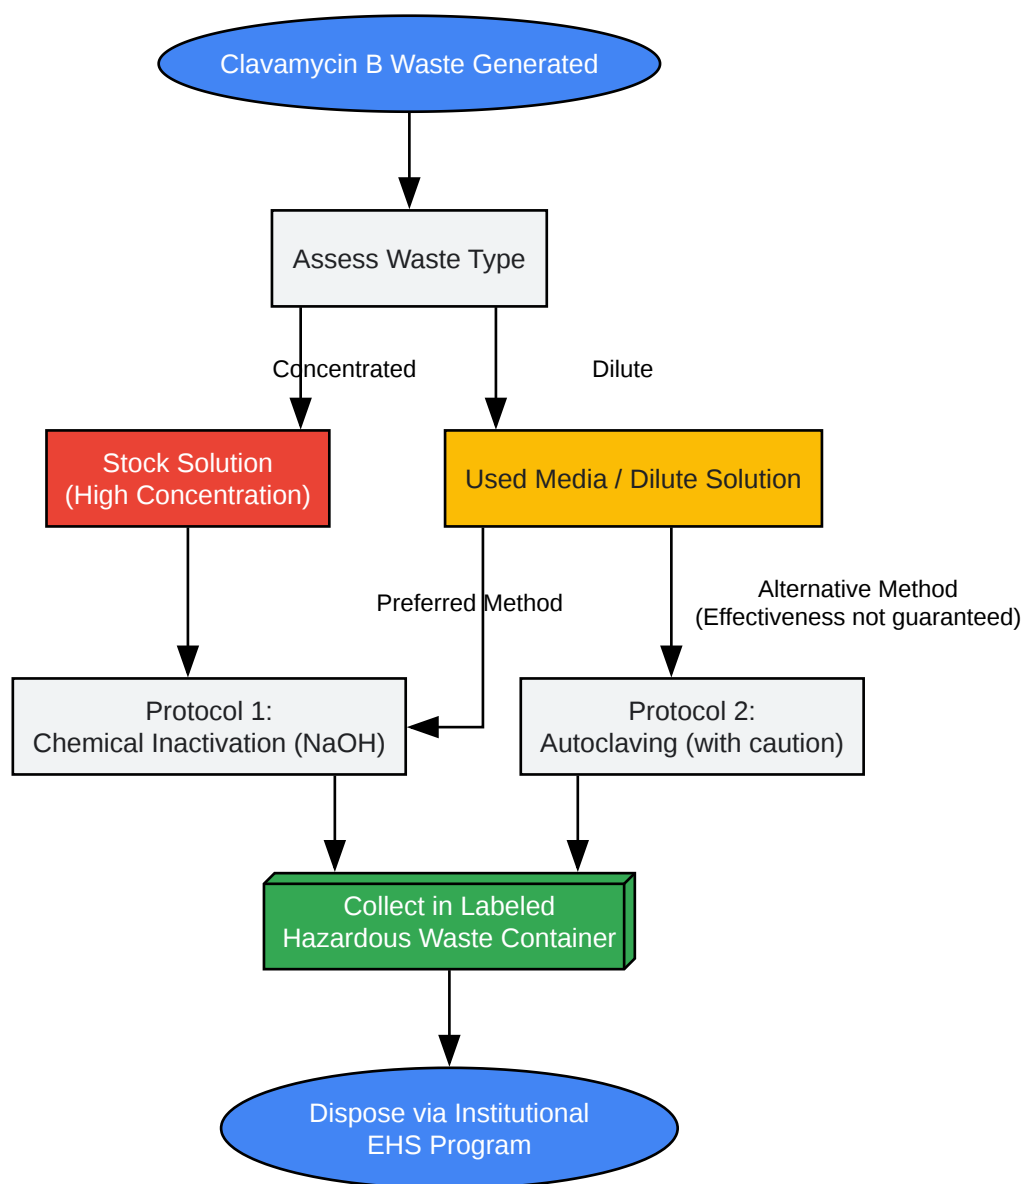 Clavamycin B Waste Generated
Assess Waste Type
Concentrated
Dilute
Stock Solution
(High Concentration)
Used Media / Dilute Solution
Preferred Method
Alternative Method
(Effectiveness not guaranteed)
Protocol 1:
Chemical Inactivation (NaOH)
Protocol 2:
Autoclaving (with caution)
Collect in Labeled
Hazardous Waste Container
Dispose via Institutional
EHS Program